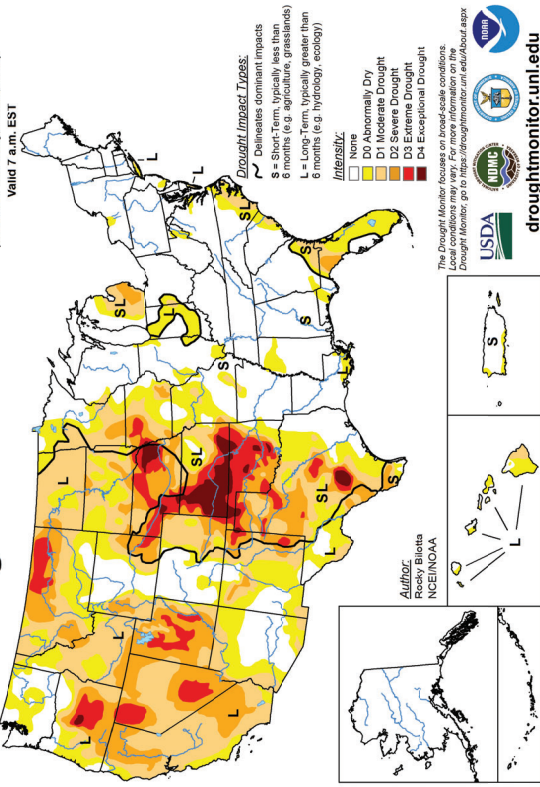 Valid 7 a.m. EST
Drought Impact Types:
Delineates dominant impacts
S = Short-Term, typically less than
6 months (e.g. agriculture, grasslands)
L = Long-Term, typically greater than
6 months (e.g. hydrology, ecology)
Intensity:
None
D0 Abnormally Dry
D1 Moderate Drought
D2 Severe Drought
D3 Extreme Drought
D4 Exceptional Drought
The Drought Monitor focuses on broad-scale conditions.
Local conditions may vary. For more information on the
Drought Monitor, go to https://droughtmonitor.unl.edu/About.aspx
USDA
NDMC
NOAA
droughtmonitor.unl.edu
Author:
Rocky Bilotta
NCEI/NOAA
L
L
L
L
SL
SL
L
S
SL
L
S
L
S
S
SL
L
L
L
S